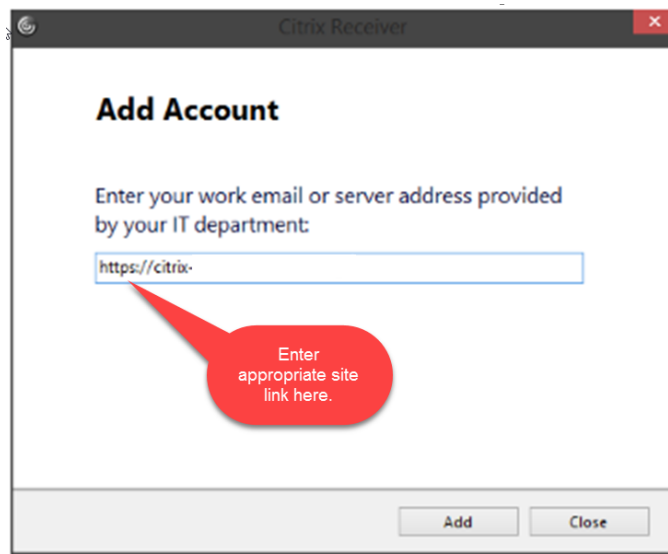 Citrix Receiver
Add Account
Enter your work email or server address provided
by your IT department:
https://citrix-
Enter
appropriate site
link here.
Add
Close